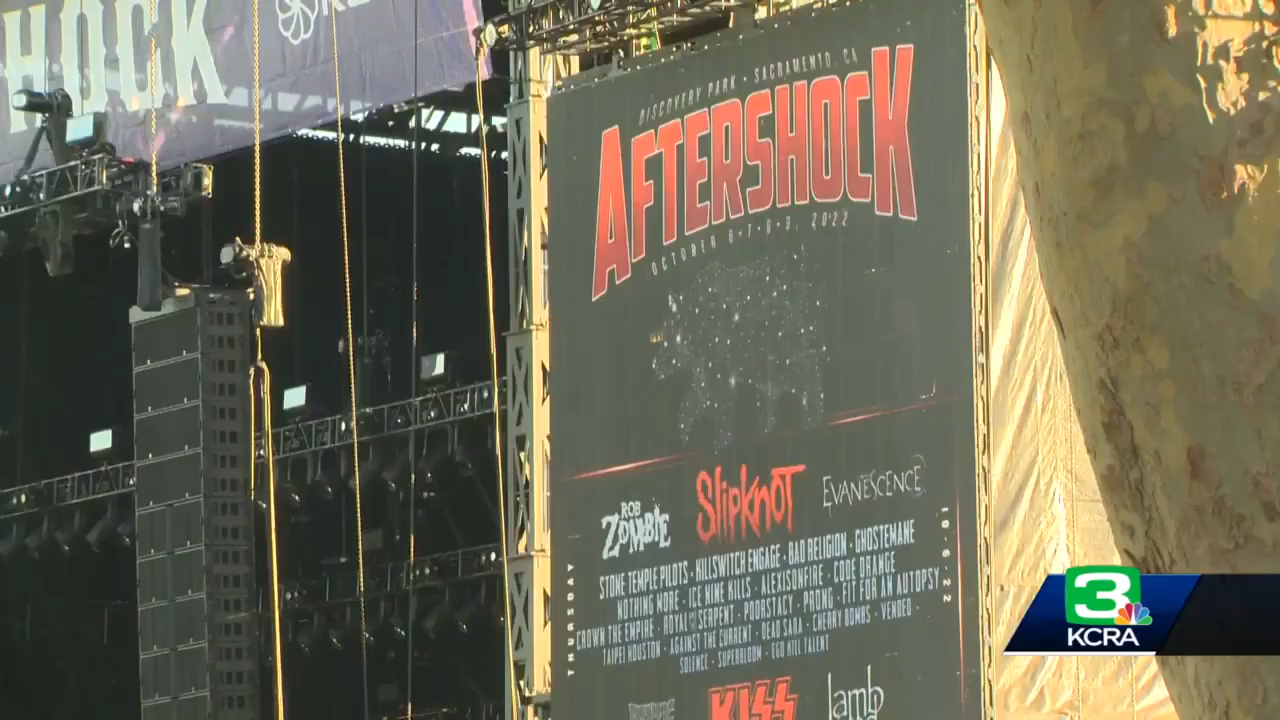 HOCK
DISCOVERY PARK · SACRAMENTO, CA
AFTERSHOCK
OCTOBER 6·7·8·9, 2022
ROB ZOMBIE
SLIPKNOT
EVANESCENCE
STONE TEMPLE PILOTS · KILLSWITCH ENGAGE · BAD RELIGION · GHOSTEMANE
NOTHING MORE · ICE NINE KILLS · ALEXISONFIRE · CODE ORANGE
CROWN THE EMPIRE · ROYAL & THE SERPENT · POORSTACY · PRONG · FIT FOR AN AUTOPSY
TAIPEI HOUSTON · AGAINST THE CURRENT · DEAD SARA · CHERRY BOMBS · VENDED
SOLENCE · SUPERBLOOM · EGO KILL TALENT
THURSDAY
10·6·22
KISS
lamb
3
KCRA